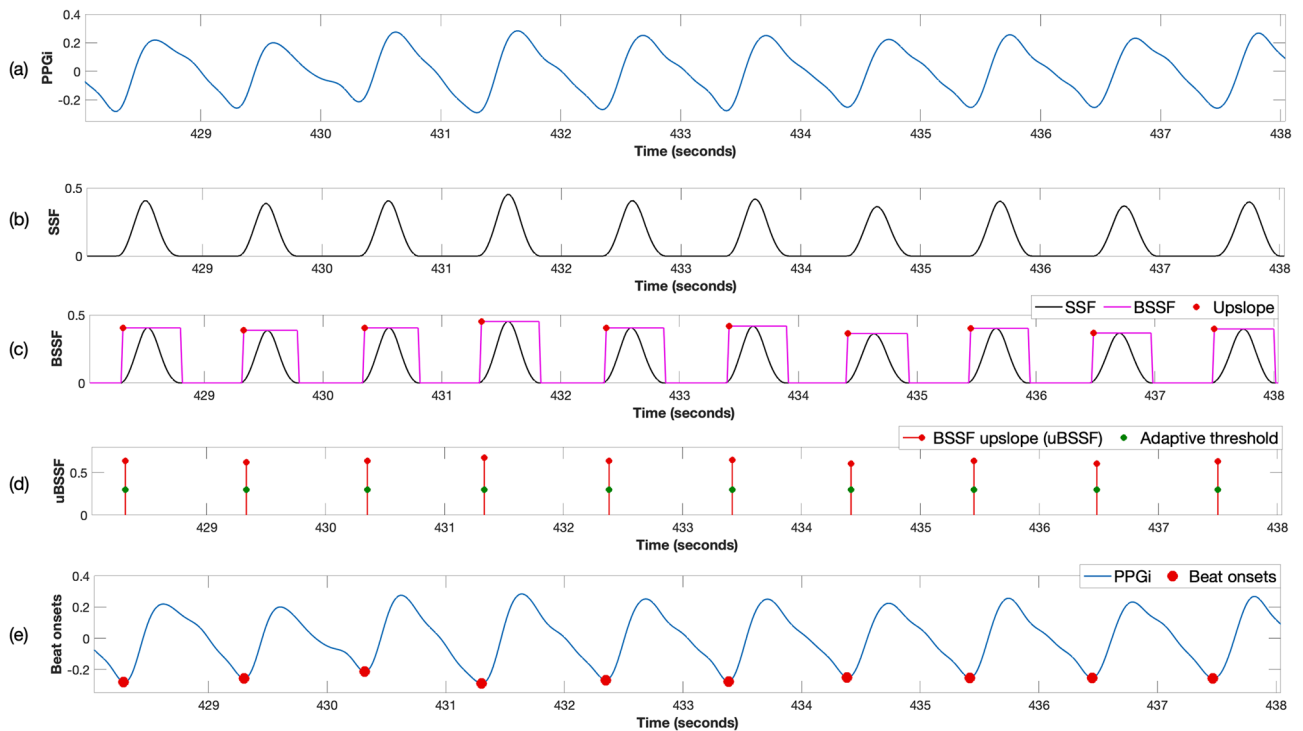 (a)
PPGi
0.4
0.2
0
-0.2
429 430 431 432 433 434 435 436 437 438
Time (seconds)
(b)
SSF
0.5
0
429 430 431 432 433 434 435 436 437 438
Time (seconds)
SSF BSSF Upslope
(c)
BSSF
0.5
0
429 430 431 432 433 434 435 436 437 438
Time (seconds)
BSSF upslope (uBSSF) Adaptive threshold
(d)
uBSSF
0.5
0
429 430 431 432 433 434 435 436 437 438
Time (seconds)
PPGi Beat onsets
(e)
Beat onsets
0.4
0.2
0
-0.2
429 430 431 432 433 434 435 436 437 438
Time (seconds)